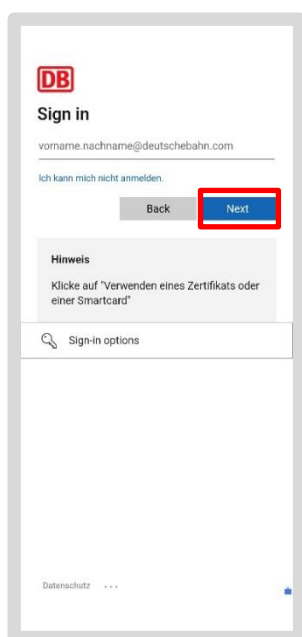 DB
Sign in
vorname.nachname@deutschebahn.com
Ich kann mich nicht anmelden.
Back Next
Hinweis
Klicke auf "Verwenden eines Zertifikats oder
einer Smartcard"
Sign-in options
Datenschutz ...